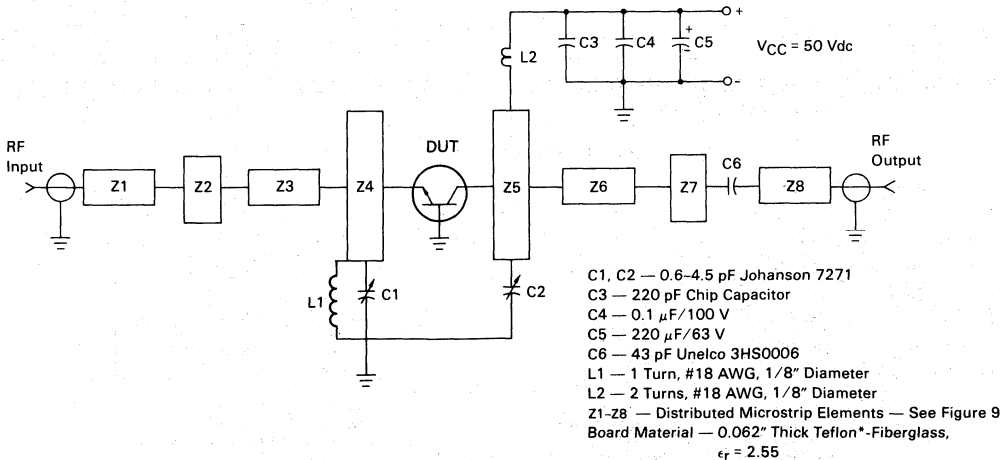 +
C3
C4
+
C5
–
VCC = 50 Vdc
L2
–
RF
Input
DUT
RF
Output
C6
Z1
Z2
Z3
Z4
Z5
Z6
Z7
Z8
L1
C1
C2
C1, C2 — 0.6-4.5 pF Johanson 7271
C3 — 220 pF Chip Capacitor
C4 — 0.1 μF/100 V
C5 — 220 μF/63 V
C6 — 43 pF Unelco 3HS0006
L1 — 1 Turn, #18 AWG, 1/8" Diameter
L2 — 2 Turns, #18 AWG, 1/8" Diameter
Z1-Z8 — Distributed Microstrip Elements — See Figure 9
Board Material — 0.062" Thick Teflon*-Fiberglass,
ϵr = 2.55